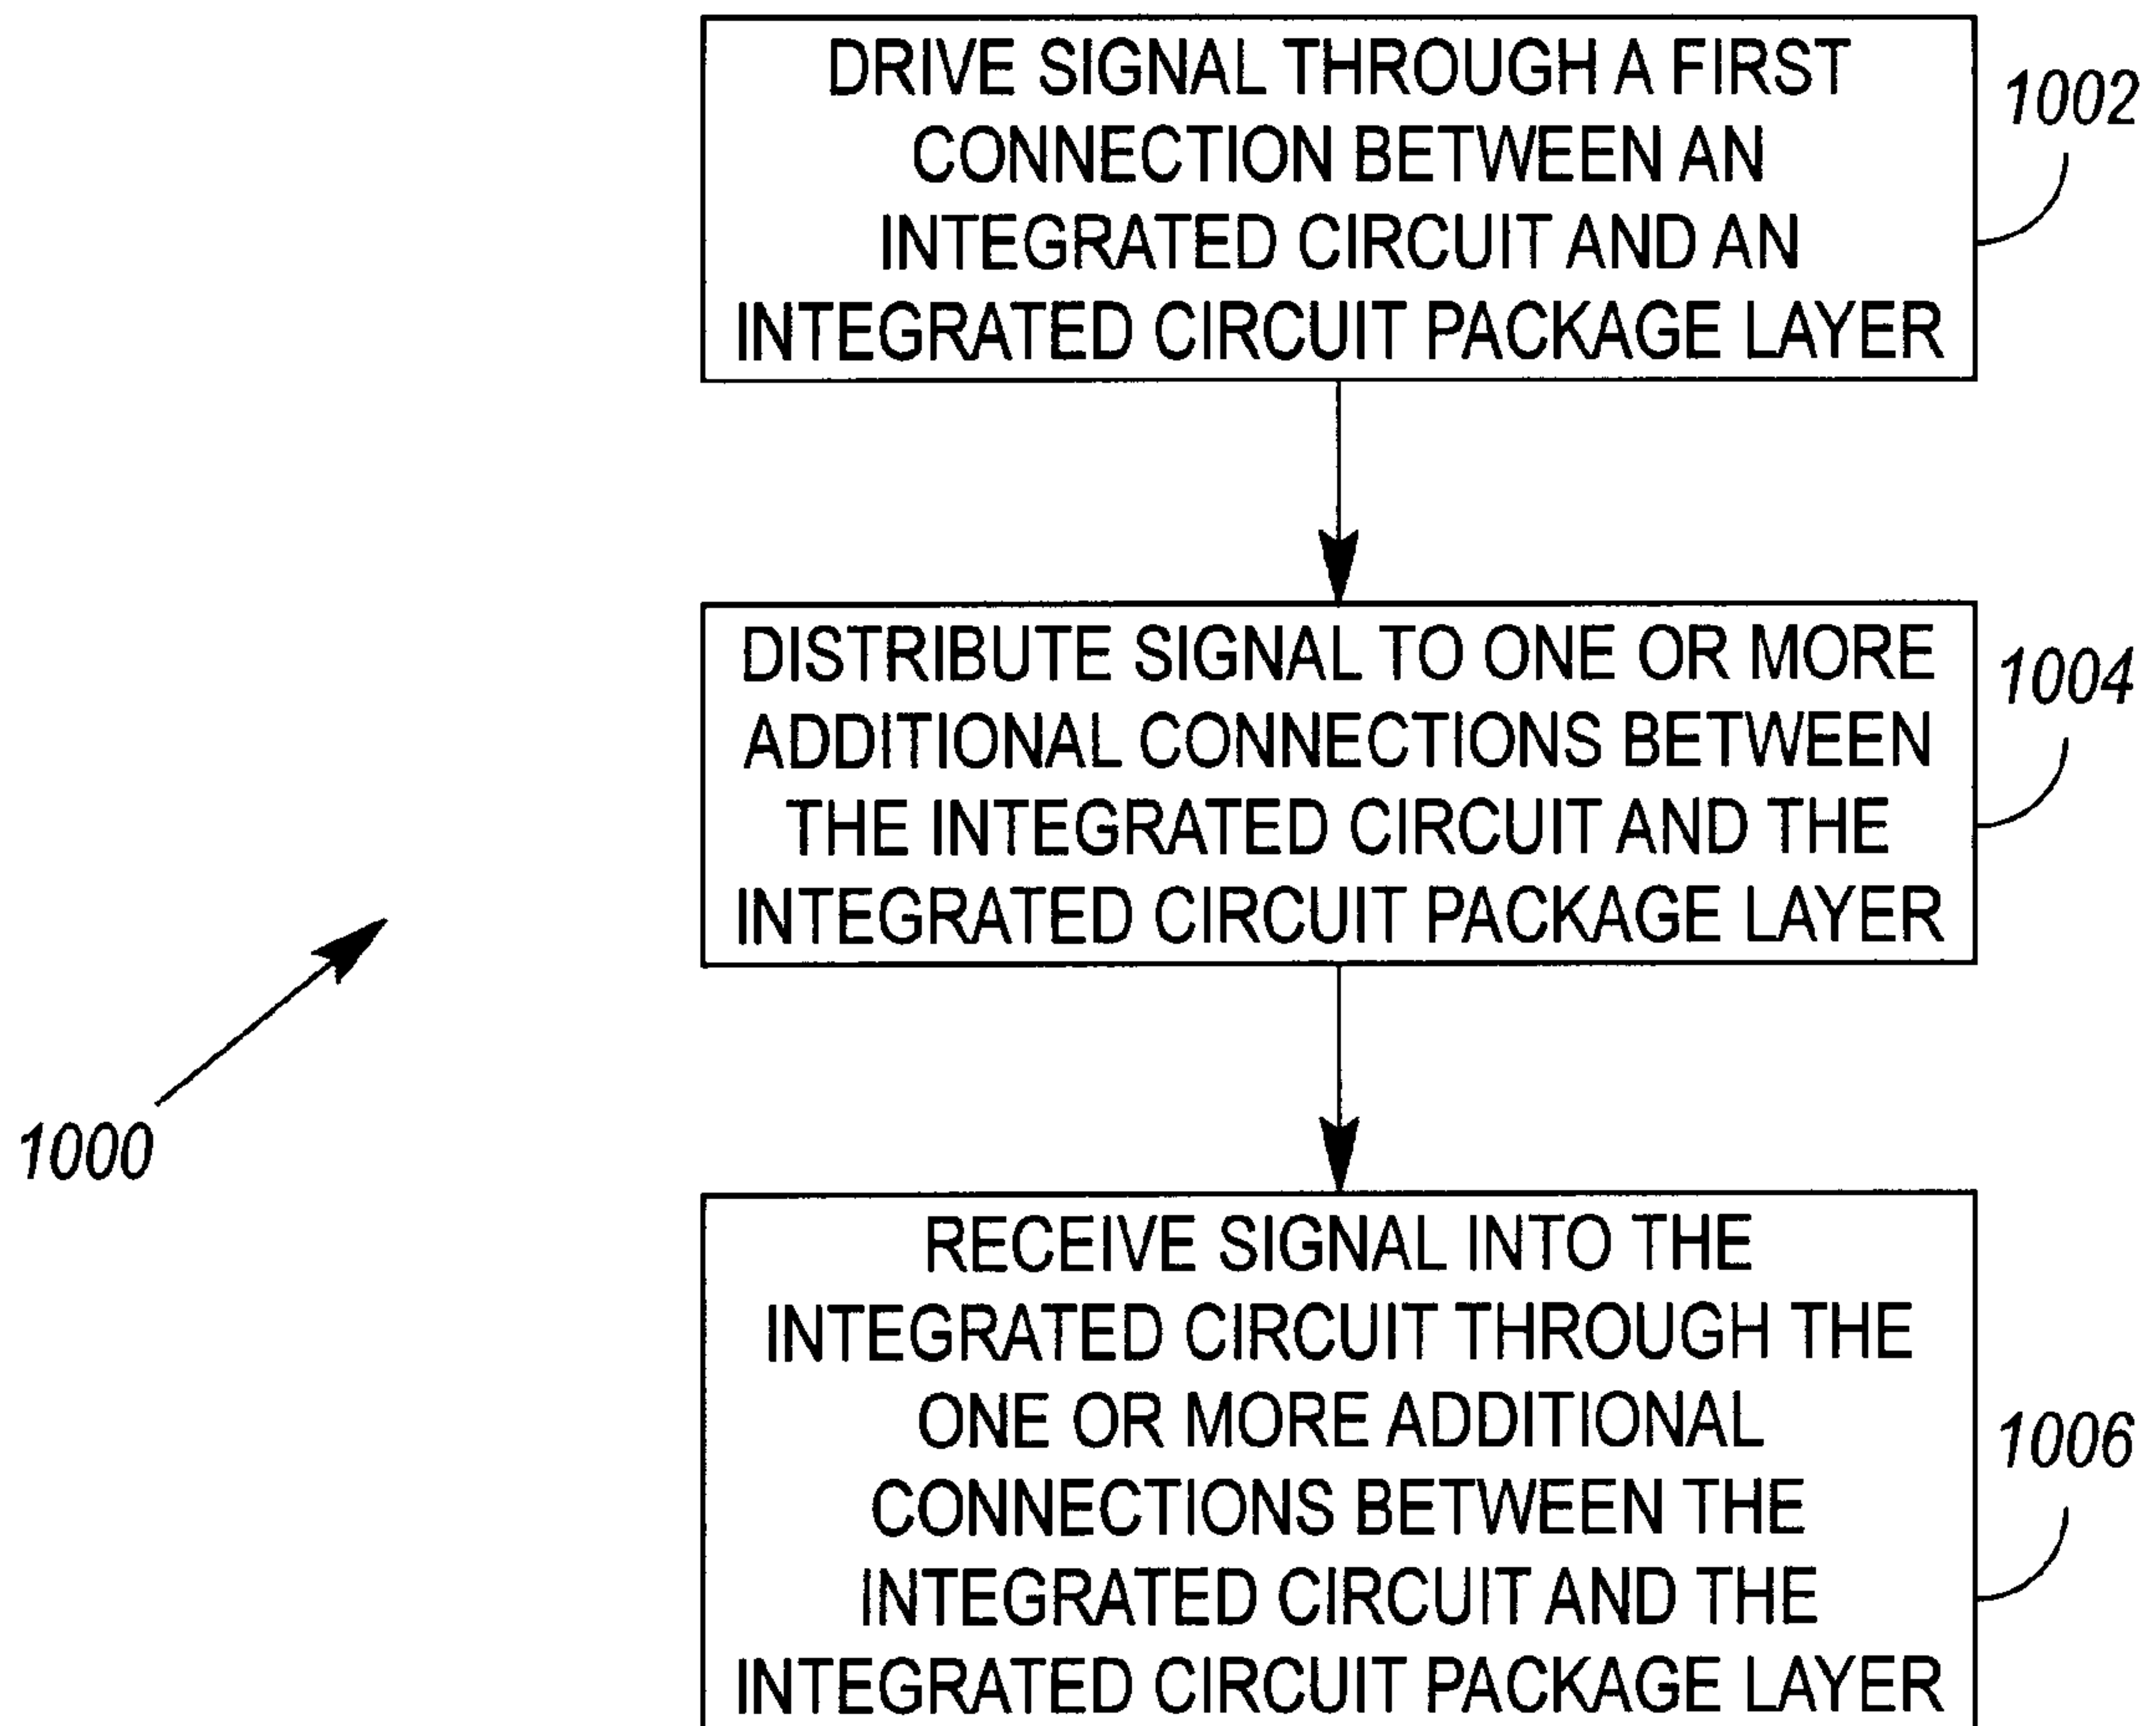 DRIVE SIGNAL THROUGH A FIRST
CONNECTION BETWEEN AN
INTEGRATED CIRCUIT AND AN
INTEGRATED CIRCUIT PACKAGE LAYER
1002
DISTRIBUTE SIGNAL TO ONE OR MORE
ADDITIONAL CONNECTIONS BETWEEN
THE INTEGRATED CIRCUIT AND THE
INTEGRATED CIRCUIT PACKAGE LAYER
1004
1000
RECEIVE SIGNAL INTO THE
INTEGRATED CIRCUIT THROUGH THE
ONE OR MORE ADDITIONAL
CONNECTIONS BETWEEN THE
INTEGRATED CIRCUIT AND THE
INTEGRATED CIRCUIT PACKAGE LAYER
1006